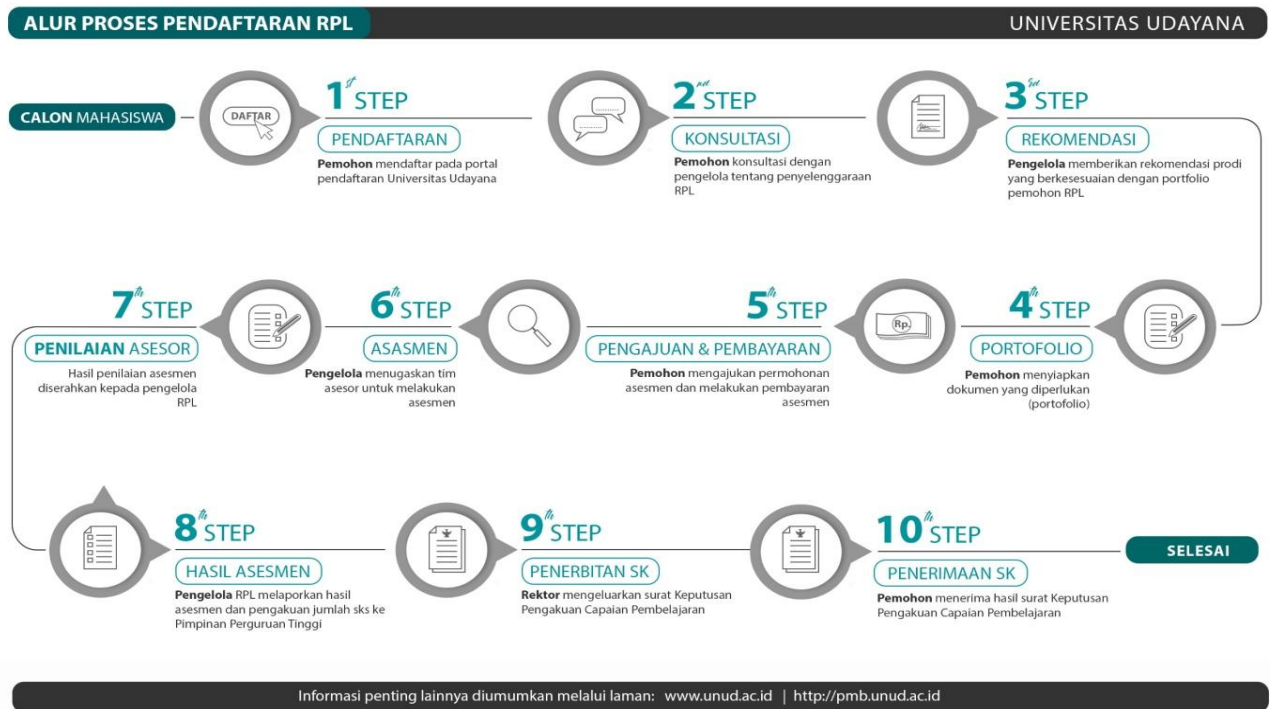 ALUR PROSES PENDAFTARAN RPL
UNIVERSITAS UDAYANA
CALON MAHASISWA
DAFTAR
1st STEP
PENDAFTARAN
Pemohon mendaftar pada portal
pendaftaran Universitas Udayana
2nd STEP
KONSULTASI
Pemohon konsultasi dengan
pengelola tentang penyelenggaraan
RPL
3rd STEP
REKOMENDASI
Pengelola memberikan rekomendasi prodi
yang berkesesuaian dengan portfolio
pemohon RPL
4th STEP
PORTOFOLIO
Pemohon menyiapkan
dokumen yang diperlukan
(portofolio)
Rp.
5th STEP
PENGAJUAN & PEMBAYARAN
Pemohon mengajukan permohonan
asesmen dan melakukan pembayaran
asesmen
6th STEP
ASASMEN
Pengelola menugaskan tim
asesor untuk melakukan
asesmen
7th STEP
PENILAIAN ASESOR
Hasil penilaian asesmen
diserahkan kepada pengelola
RPL
8th STEP
HASIL ASESMEN
Pengelola RPL melaporkan hasil
asesmen dan pengakuan jumlah sks ke
Pimpinan Perguruan Tinggi
9th STEP
PENERBITAN SK
Rektor mengeluarkan surat Keputusan
Pengakuan Capaian Pembelajaran
10th STEP
PENERIMAAN SK
Pemohon menerima hasil surat Keputusan
Pengakuan Capaian Pembelajaran
SELESAI
Informasi penting lainnya diumumkan melalui laman: www.unud.ac.id | http://pmb.unud.ac.id